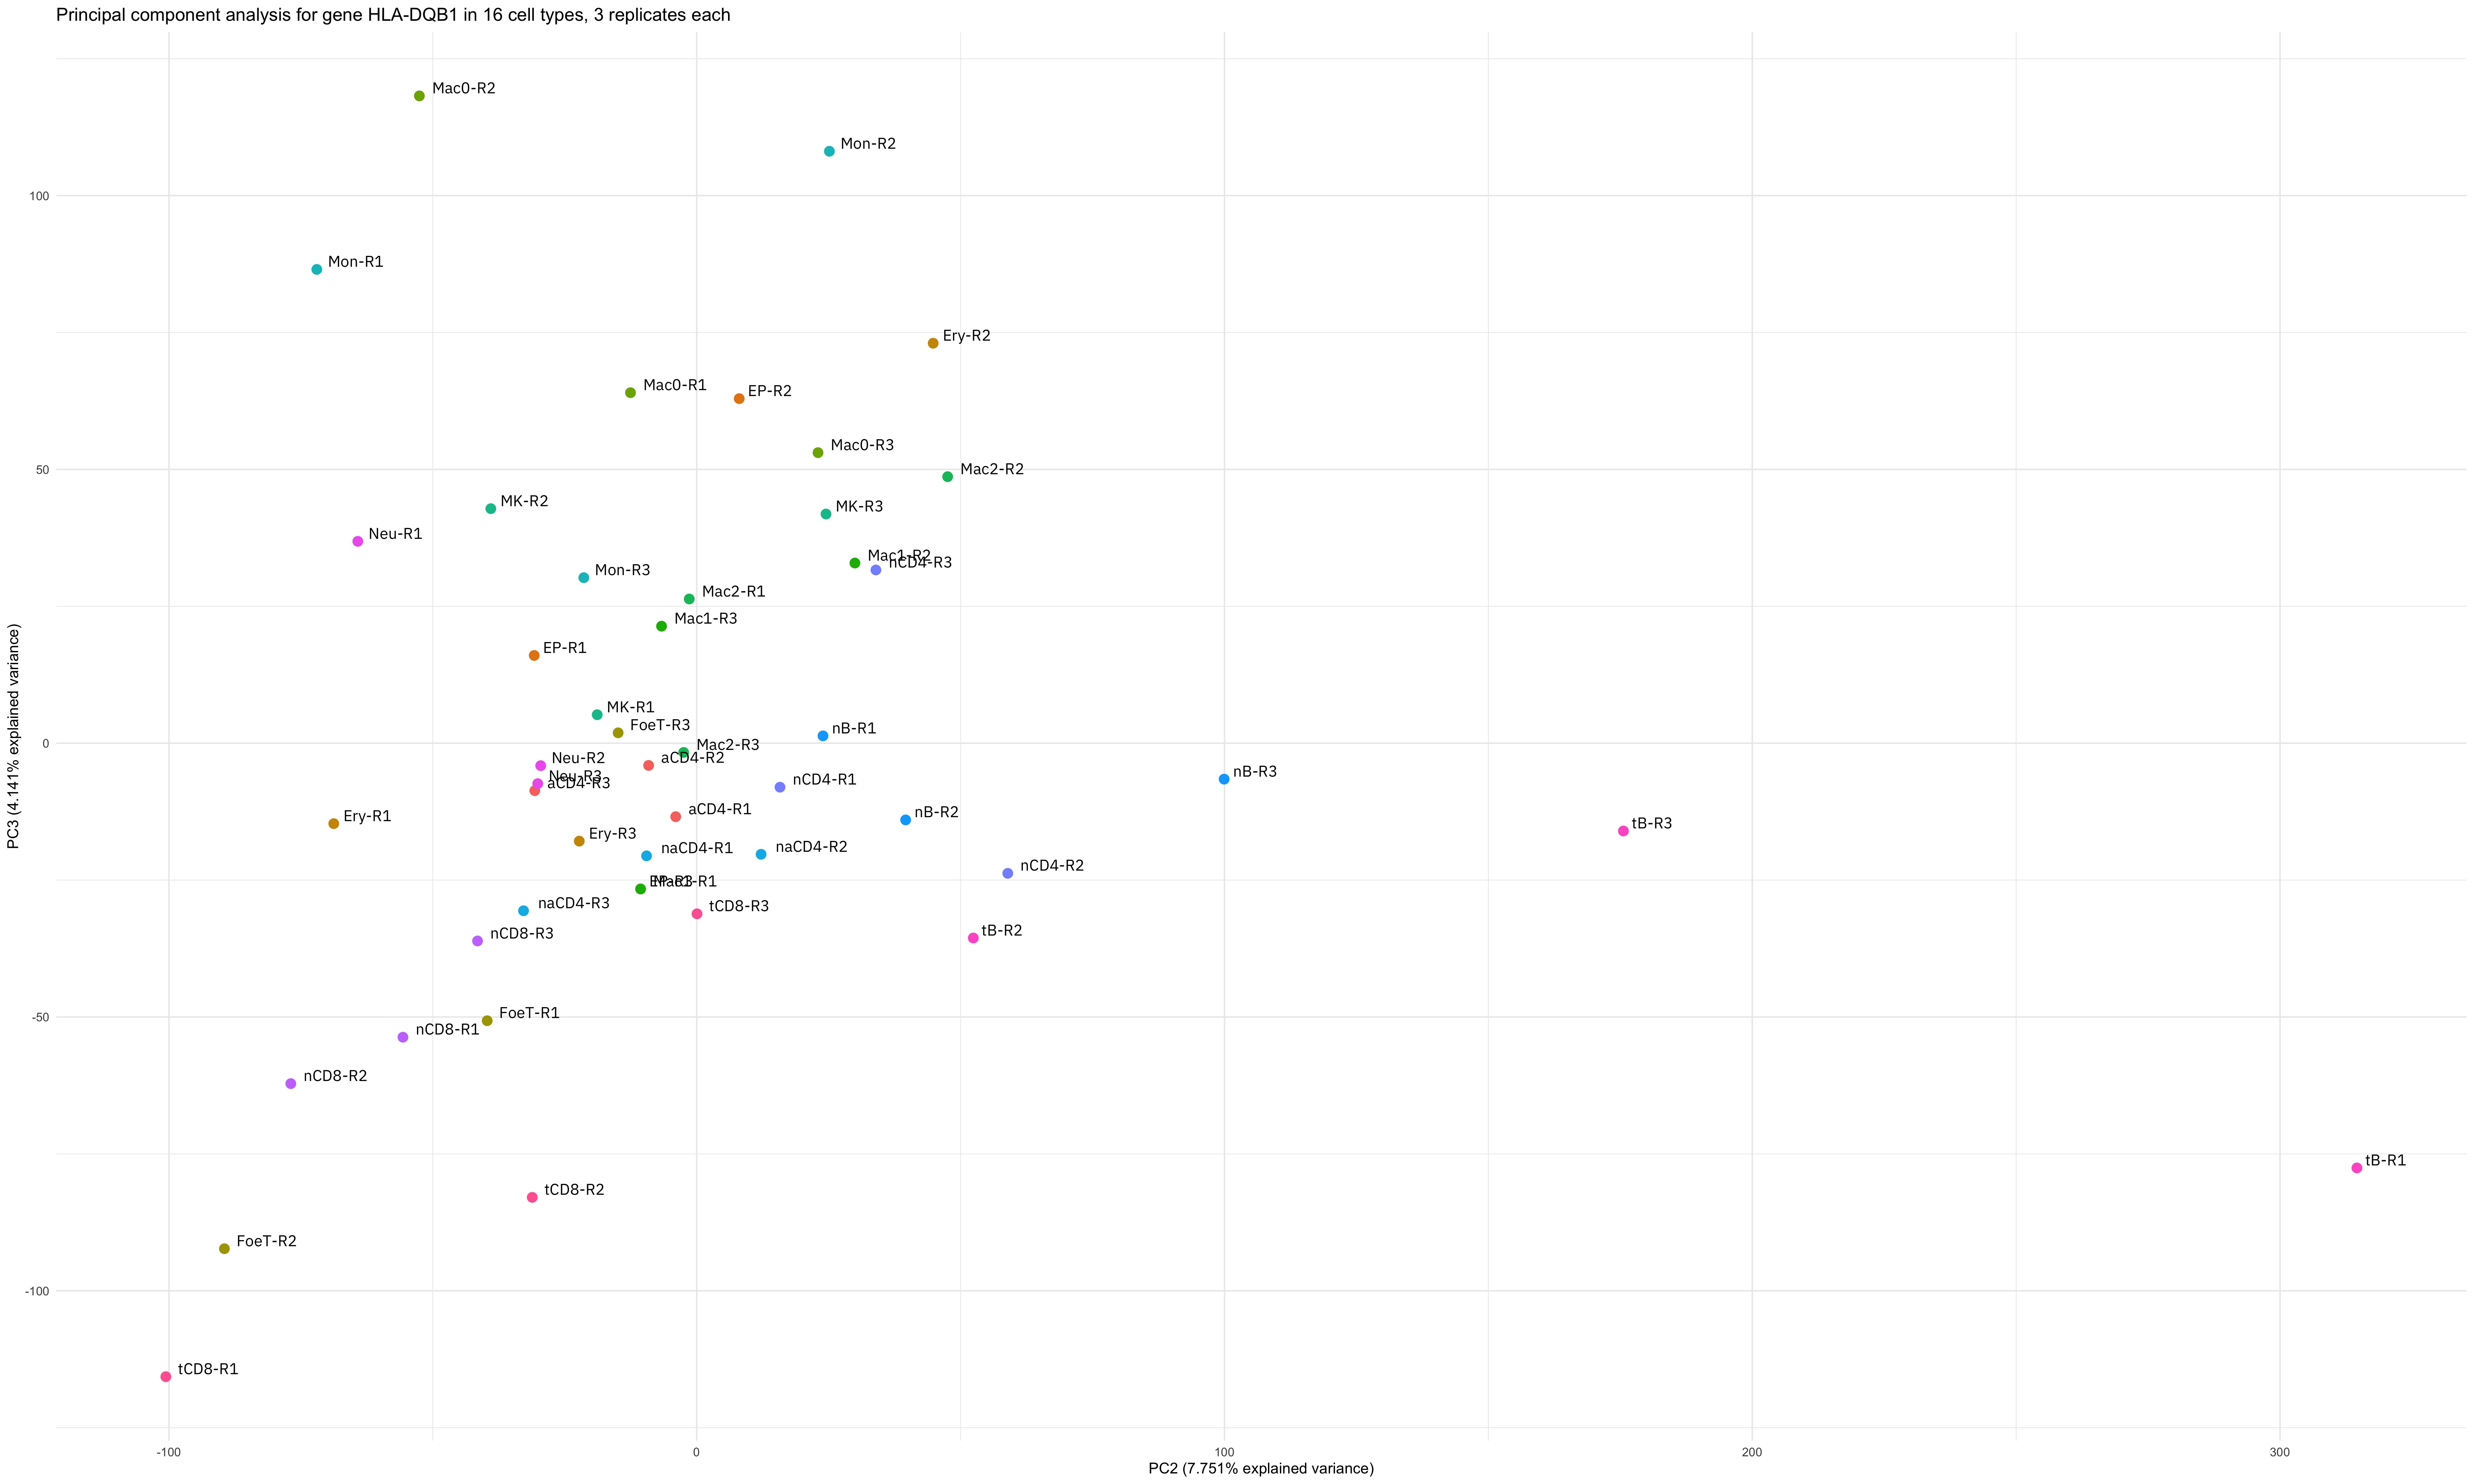 Principal component analysis for gene HLA-DQB1 in 16 cell types, 3 replicates each
Mac0-R2
Mon-R2
100
Mon-R1
Ery-R2
Mac0-R1
EP-R2
Mac0-R3
50
Mac2-R2
MK-R2
MK-R3
Neu-R1
Mac1-R2
nCD4-R3
Mon-R3
Mac2-R1
Mac1-R3
EP-R1
MK-R1
FoeT-R3
nB-R1
0
Mac2-R3
Neu-R2
aCD4-R2
nB-R3
Neu-R3
nCD4-R1
aCD4-R3
aCD4-R1
nB-R2
Ery-R1
tB-R3
Ery-R3
naCD4-R1
naCD4-R2
nCD4-R2
EP-R3
Mac1-R1
naCD4-R3
tCD8-R3
nCD8-R3
tB-R2
-50
FoeT-R1
nCD8-R1
nCD8-R2
tB-R1
tCD8-R2
FoeT-R2
-100
tCD8-R1
-100
0
100
200
300
PC2 (7.751% explained variance)
PC3 (4.141% explained variance)